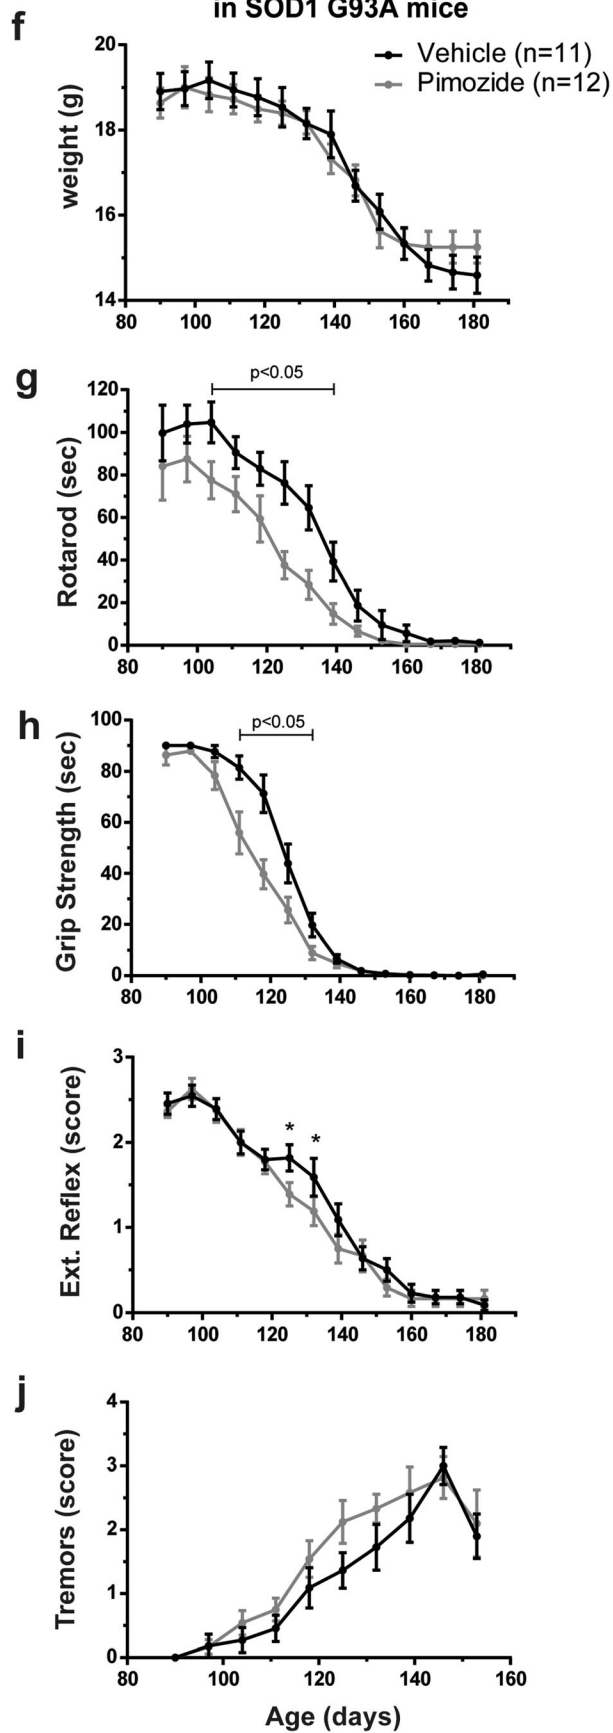 in SOD1 G93A mice
f
20
18
16
14
weight (g)
Vehicle (n=11)
Pimozide (n=12)
80 100 120 140 160 180
g
p<0.05
120
100
80
60
40
20
0
Rotarod (sec)
80 100 120 140 160 180
h
p<0.05
100
80
60
40
20
0
Grip Strength (sec)
80 100 120 140 160 180
i
3
2
1
0
Ext. Reflex (score)
* *
80 100 120 140 160 180
j
4
3
2
1
0
Tremors (score)
80 100 120 140 160
Age (days)